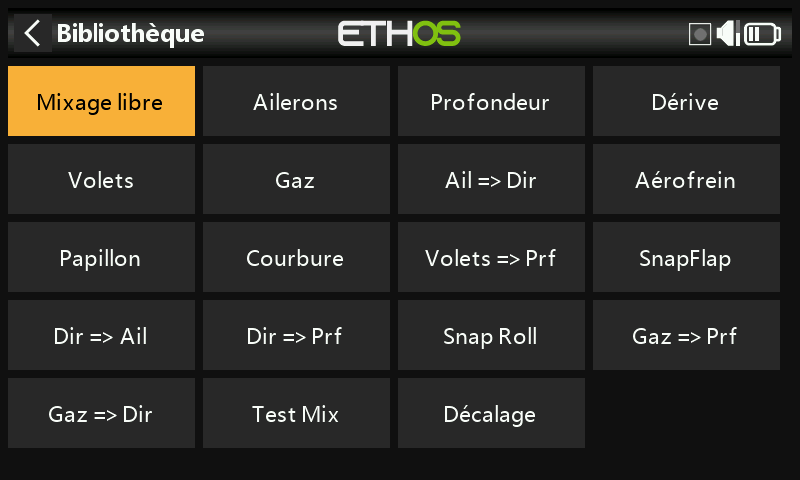 Bibliothèque
ETHOS
Mixage libre
Ailerons
Profondeur
Dérive
Volets
Gaz
Ail => Dir
Aérofrein
Papillon
Courbure
Volets => Prf
SnapFlap
Dir => Ail
Dir => Prf
Snap Roll
Gaz => Prf
Gaz => Dir
Test Mix
Décalage